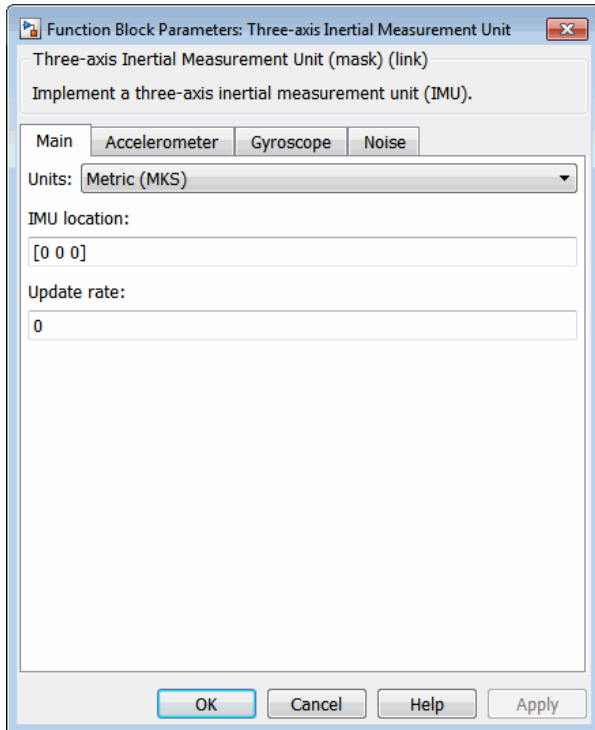 Function Block Parameters: Three-axis Inertial Measurement Unit
Three-axis Inertial Measurement Unit (mask) (link)
Implement a three-axis inertial measurement unit (IMU).
Main Accelerometer Gyroscope Noise
Units: Metric (MKS)
IMU location:
[0 0 0]
Update rate:
0
OK Cancel Help Apply